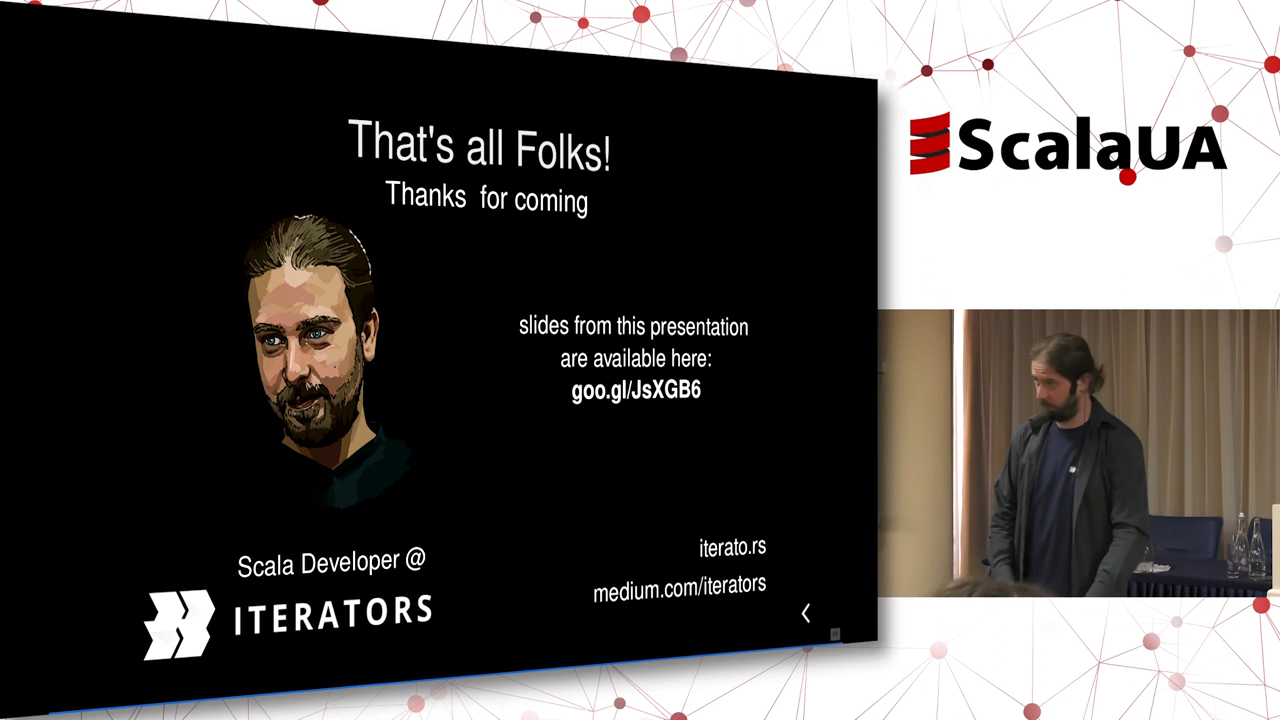 That's all Folks!
Thanks for coming
slides from this presentation
are available here:
goo.gl/JsXGB6
Scala Developer @
ITERATORS
iterato.rs
medium.com/iterators
ScalaUA